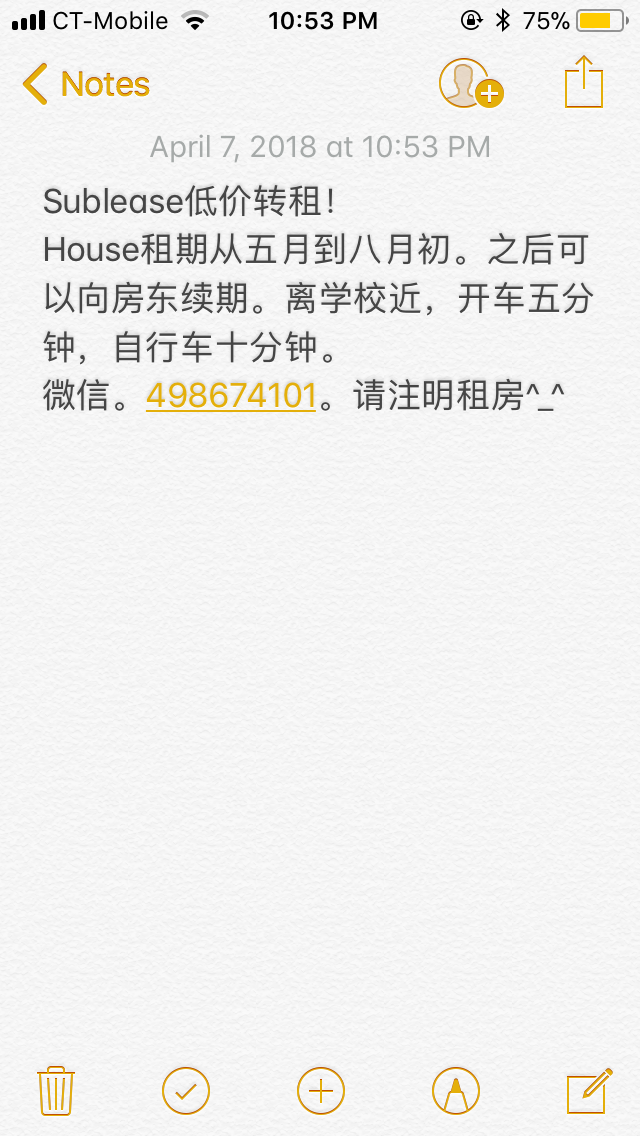 CT-Mobile 10:53 PM 75%
Notes
April 7, 2018 at 10:53 PM
Sublease低价转租！
House租期从五月到八月初。之后可
以向房东续期。离学校近，开车五分
钟，自行车十分钟。
微信。498674101。请注明租房^_^